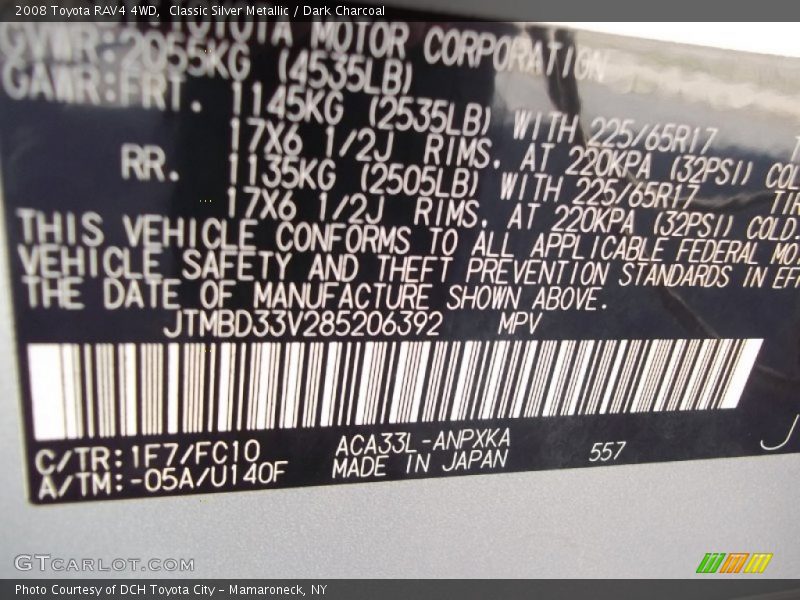 2008 Toyota RAV4 4WD,  Classic Silver Metallic / Dark Charcoal
TOYOTA MOTOR CORPORATION
GVWR:2055KG (4535LB)
GAWR:FRT. 1145KG (2535LB) WITH 225/65R17
17X6 1/2J RIMS. AT 220KPA (32PSI) COL
RR. 1135KG (2505LB) WITH 225/65R17 TIR
17X6 1/2J RIMS. AT 220KPA (32PSI) COLD.
THIS VEHICLE CONFORMS TO ALL APPLICABLE FEDERAL MO
VEHICLE SAFETY AND THEFT PREVENTION STANDARDS IN EFF
THE DATE OF MANUFACTURE SHOWN ABOVE.
JTMBD33V285206392 MPV
C/TR:1F7/FC10 ACA33L-ANPXKA 557
A/TM:-05A/U140F MADE IN JAPAN
GTCARLOT.COM
Photo Courtesy of DCH Toyota City - Mamaroneck, NY